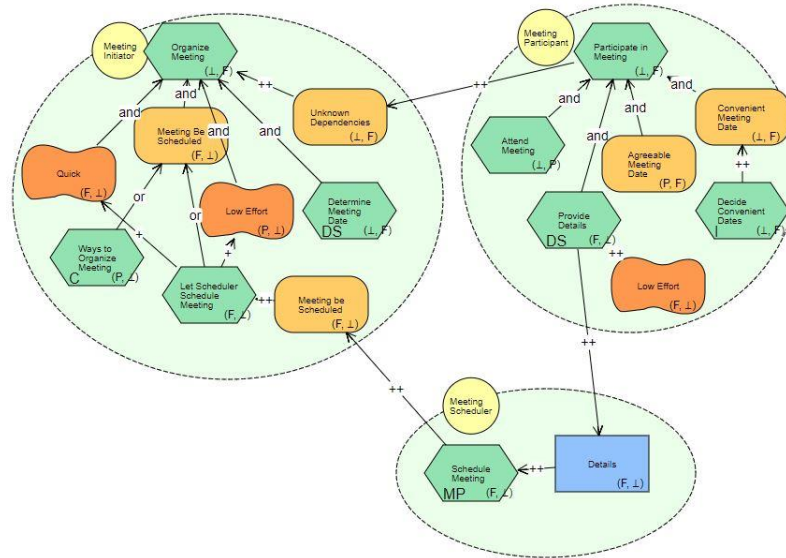 Meeting
Initiator
Organize
Meeting
(⊥, F)
++
and
and
and
and
Meeting Be
Scheduled
(F, ⊥)
Unknown
Dependencies
(⊥, F)
Quick
(F, ⊥)
or
or
Low Effort
(P, ⊥)
Determine
Meeting
Date
DS
(⊥, F)
+
+
Ways to
Organize
Meeting
C
(P, ⊥)
Let Scheduler
Schedule
Meeting
(F, ⊥)
++
Meeting be
Scheduled
(F, ⊥)
++
Meeting
Participant
Participate in
Meeting
(⊥, F)
++
and
and
and
and
Convenient
Meeting
Date
(⊥, F)
Attend
Meeting
(⊥, P)
Agreeable
Meeting
Date
(P, F)
++
Provide
Details
DS
(F, ⊥)
Decide
Convenient
Dates
I
(⊥, F)
++
Low Effort
(F, ⊥)
++
Meeting
Scheduler
Schedule
Meeting
MP
(F, ⊥)
++
Details
(F, ⊥)